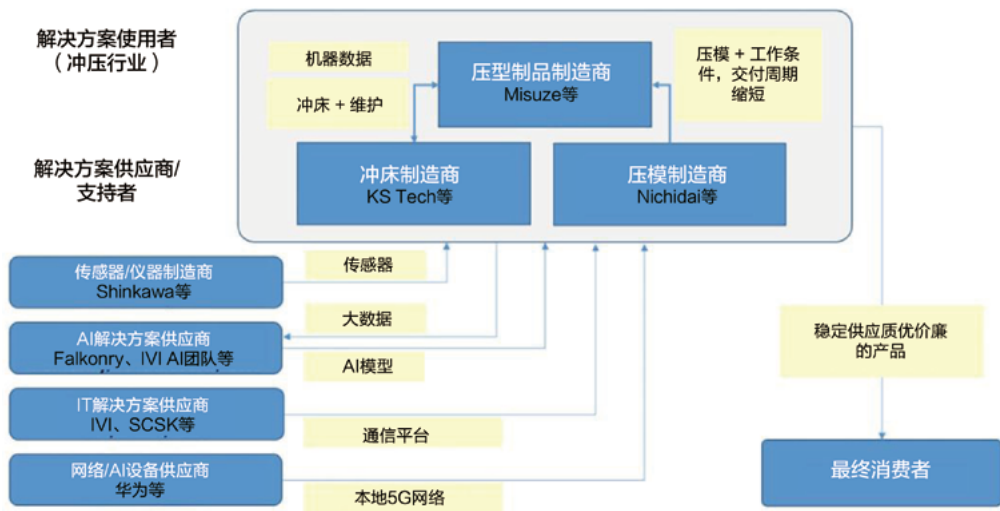 解决方案使用者
（冲压行业）
机器数据
冲床 + 维护
压型制品制造商
Misuze等
压模 + 工作条
件，交付周期
缩短
解决方案供应商/
支持者
冲床制造商
KS Tech等
压模制造商
Nichidai等
传感器/仪器制造商
Shinkawa等
传感器
大数据
AI解决方案供应商
Falkonry、IVI AI团队等
AI模型
稳定供应质优价廉
的产品
IT解决方案供应商
IVI、SCSK等
通信平台
网络/AI设备供应商
华为等
本地5G网络
最终消费者